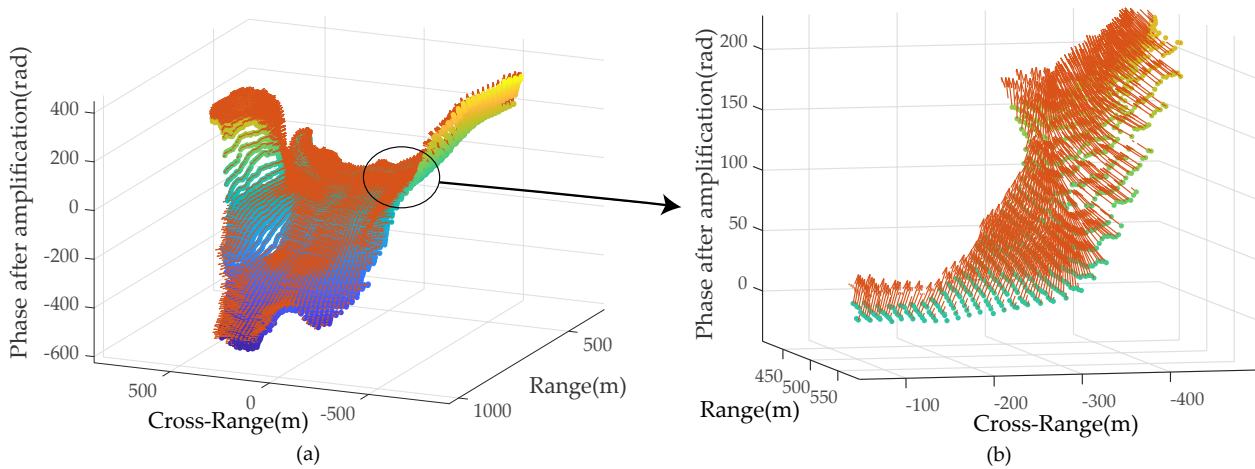 Phase after amplification(rad)
400
200
0
-200
-400
-600
500
0
-500
Cross-Range(m)
500
1000
Range(m)
(a)
Phase after amplification(rad)
200
150
100
50
0
450
500
550
Range(m)
-100
-200
-300
-400
Cross-Range(m)
(b)